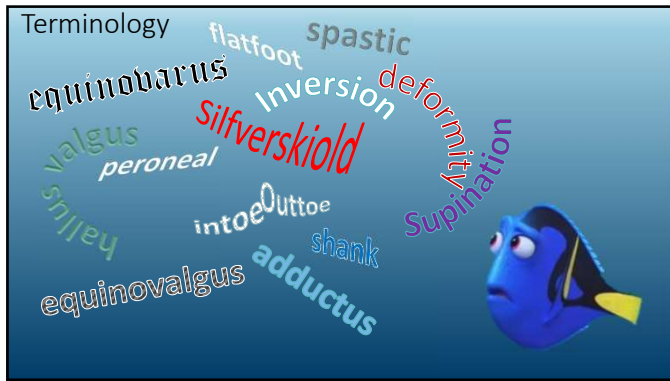 Terminology
flatfoot
spastic
equinovarus
Inversion
deformity
Silfverskiold
hallus valgus
peroneal
Supination
intoe
Outtoe
shank
adductus
equinovalgus